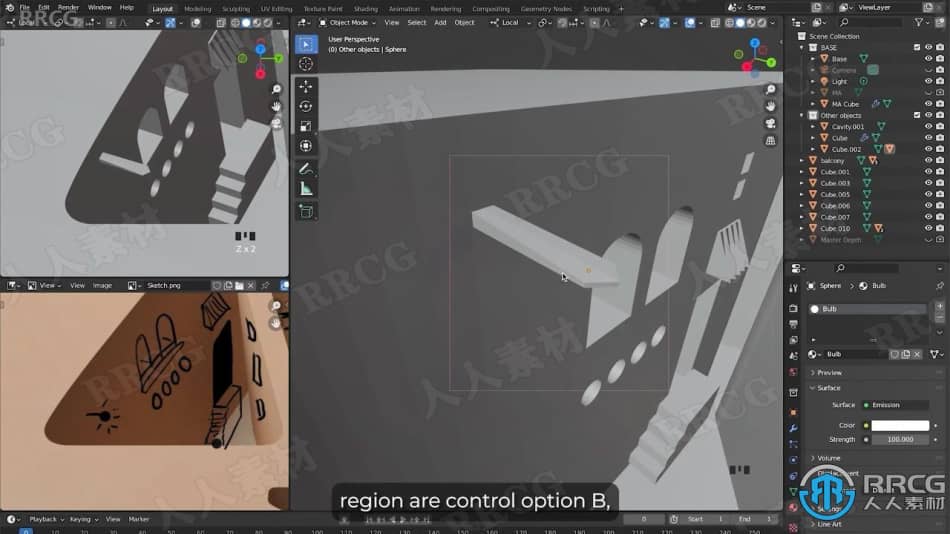 File Edit Render Window Help
Layout Modeling Sculpting UV Editing Texture Paint Shading Animation Rendering Compositing Geometry Nodes Scripting +
Scene
ViewLayer
Object Mode View Select Add Object
Local
User Perspective
(0) Other objects | Sphere
Z x 2
View View Image Sketch.png
Scene Collection
BASE
Base
Camera
Light
MA
MA Cube
Other objects
Cavity.001
Cube
Cube.002
balcony
Cube.001
Cube.003
Cube.005
Cube.006
Cube.007
Cube.010
Master Depth
Sphere > Bulb
Bulb
Bulb
Preview
Surface
Surface Emission
Color
Strength 100.000
Volume
Displacement
Settings
Line Art
region are control option B,
Playback Keying View Marker
0 Start 1 End
RRCG
人人素材